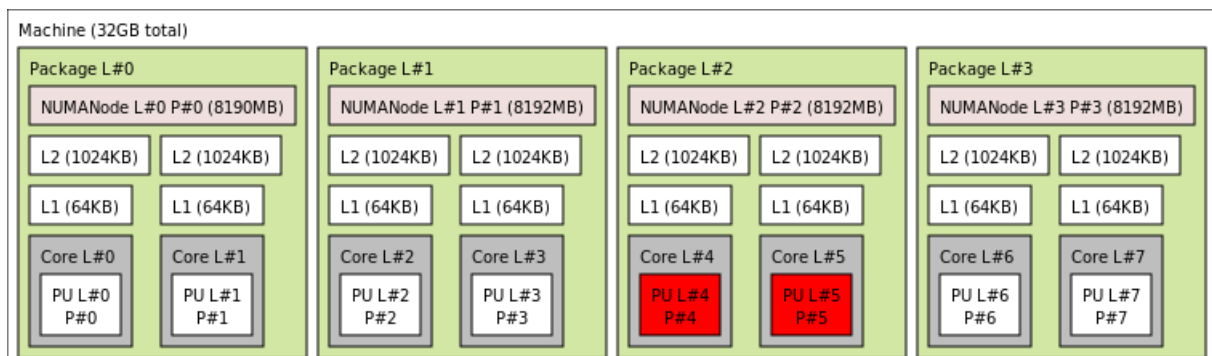 Machine (32GB total)
Package L#0
NUMANode L#0 P#0 (8190MB)
L2 (1024KB)
L2 (1024KB)
L1 (64KB)
L1 (64KB)
Core L#0
PU L#0
P#0
Core L#1
PU L#1
P#1
Package L#1
NUMANode L#1 P#1 (8192MB)
L2 (1024KB)
L2 (1024KB)
L1 (64KB)
L1 (64KB)
Core L#2
PU L#2
P#2
Core L#3
PU L#3
P#3
Package L#2
NUMANode L#2 P#2 (8192MB)
L2 (1024KB)
L2 (1024KB)
L1 (64KB)
L1 (64KB)
Core L#4
PU L#4
P#4
Core L#5
PU L#5
P#5
Package L#3
NUMANode L#3 P#3 (8192MB)
L2 (1024KB)
L2 (1024KB)
L1 (64KB)
L1 (64KB)
Core L#6
PU L#6
P#6
Core L#7
PU L#7
P#7